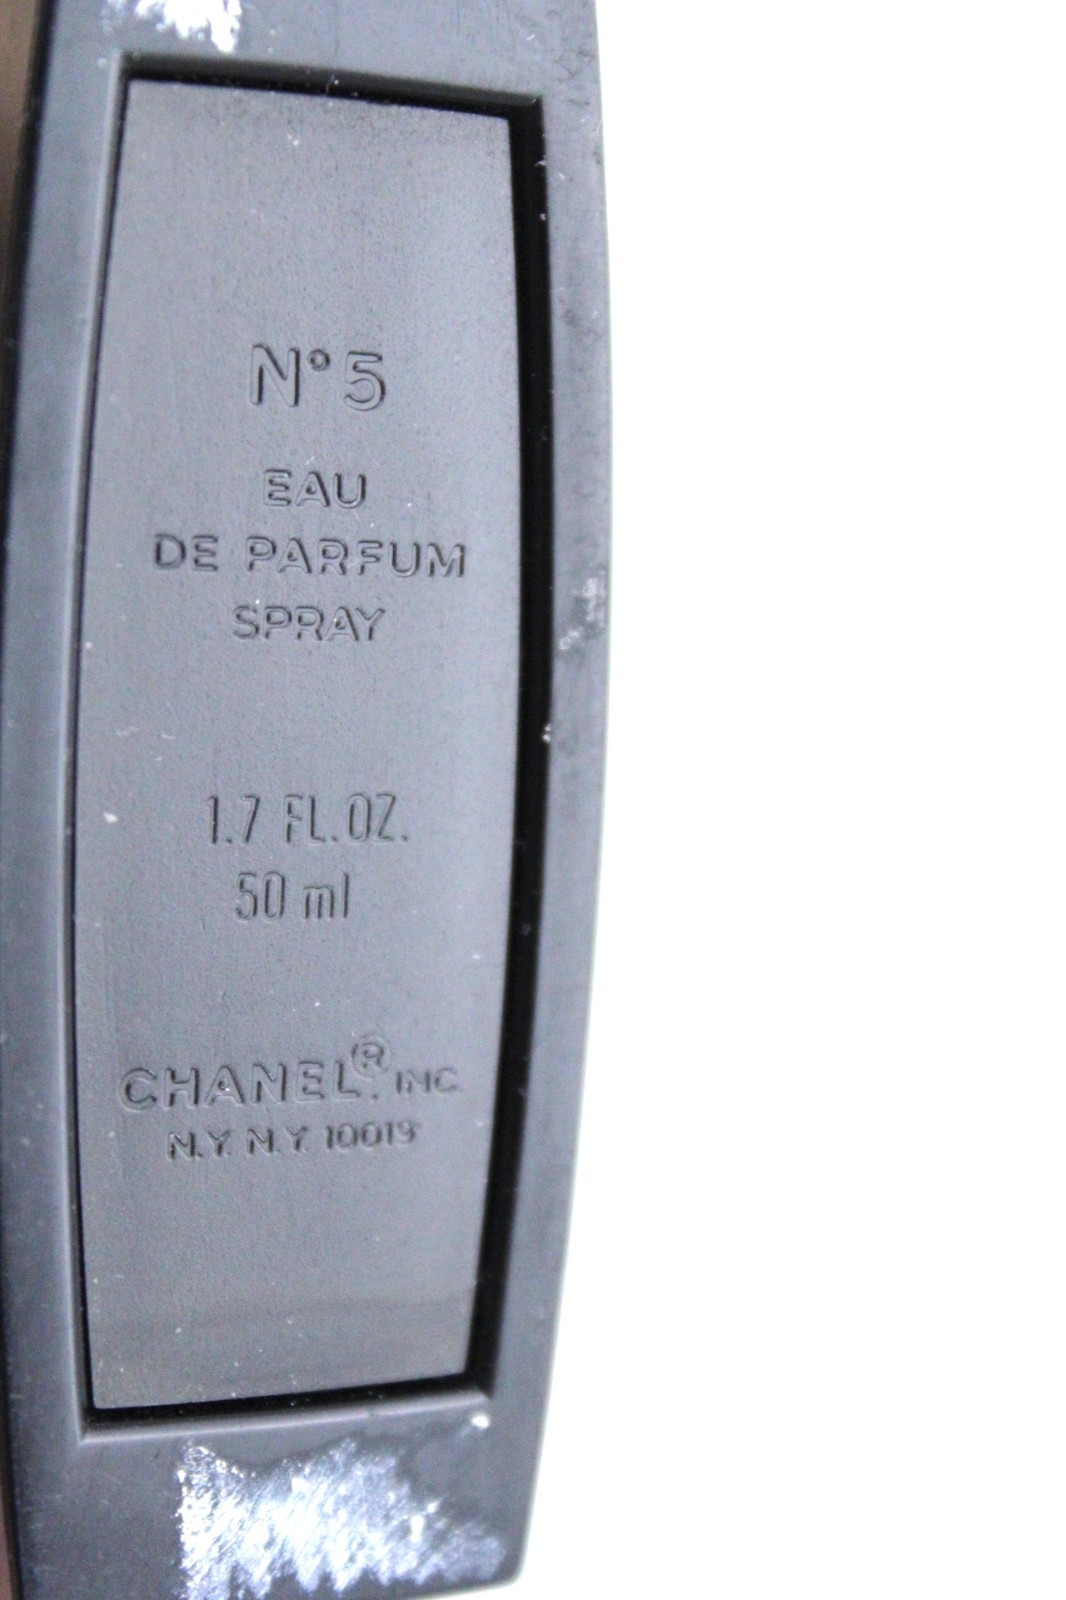 N° 5
EAU
DE PARFUM
SPRAY
1.7 FL. OZ.
50 ml
CHANEL®. INC
N.Y. N.Y. 10019